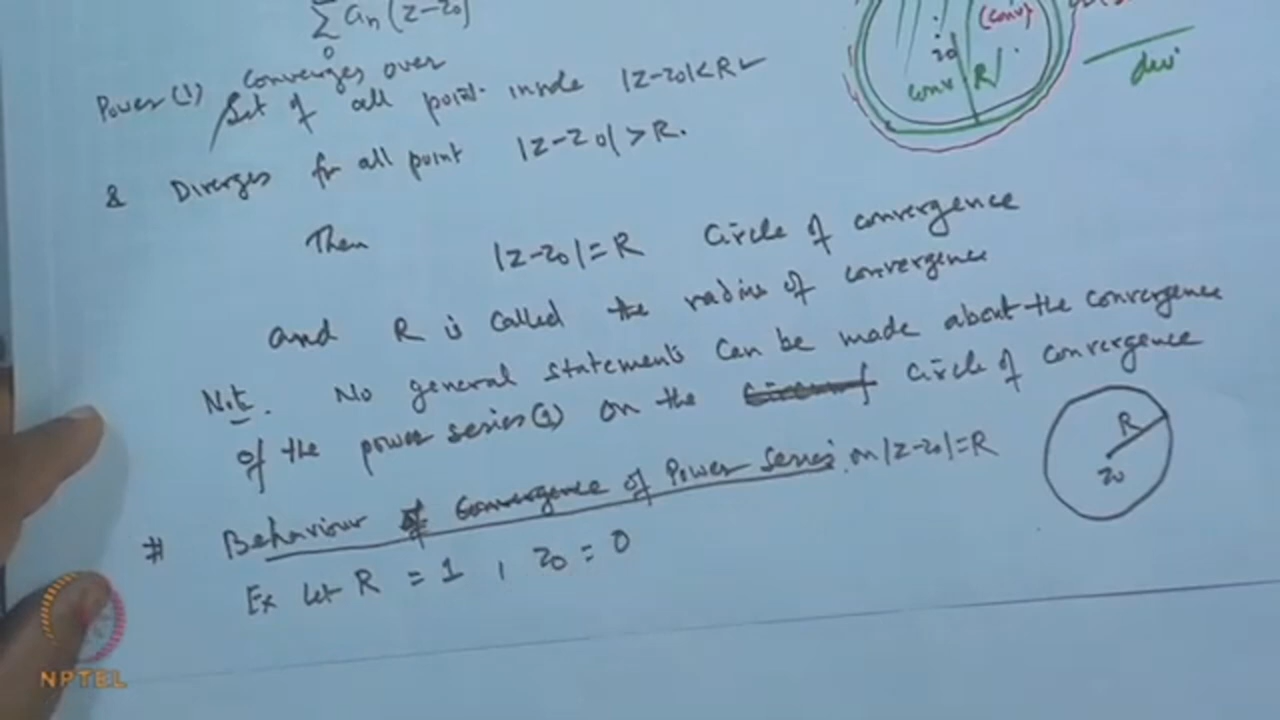 ∑ an (z-z0)
0
Power (1) converges over
Set of all point inside |z-z0|<R
& Diverges for all point |z-z0|>R.
Then |z-z0|=R Circle of convergence
and R is called the radius of convergence
Note. No general statements can be made about the convergence
of the power series(1) on the Circle of convergence
# Behaviour of Convergence of Power Series on |z-z0|=R
Ex let R = 1 , z0 = 0
(conv)
z0
conv R
div
R
z0
NPTEL